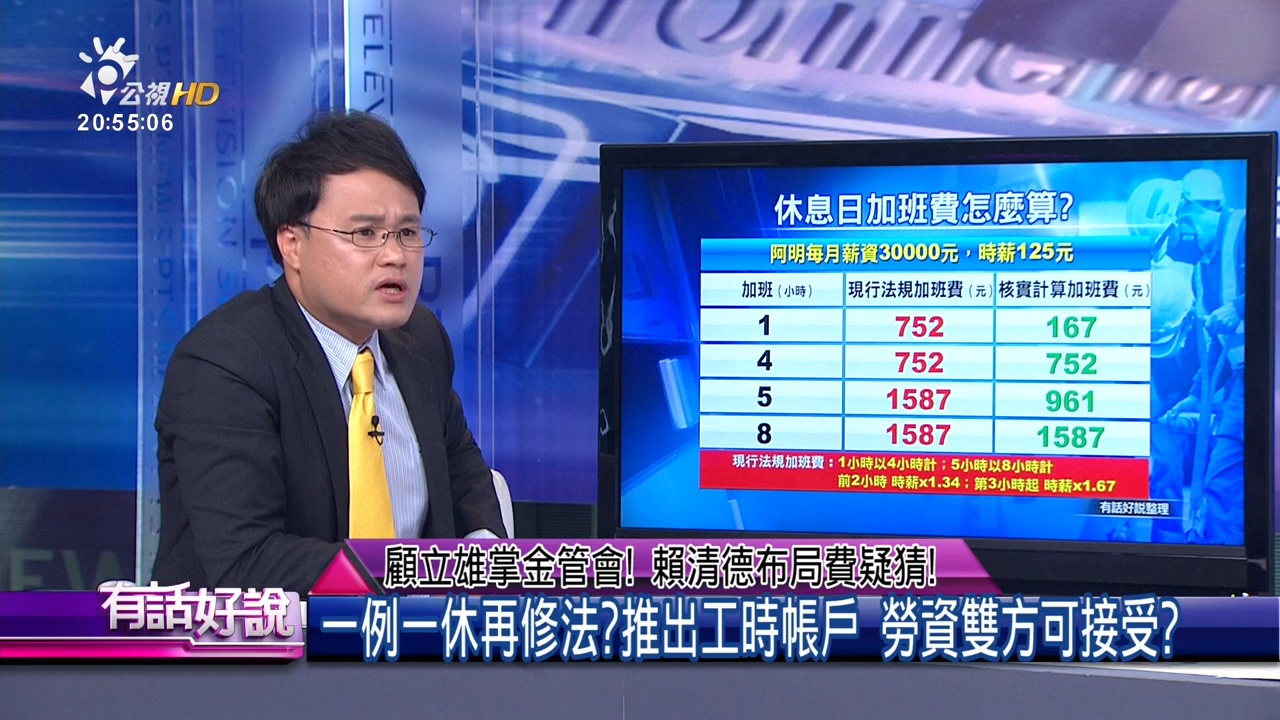 公視HD
20:55:06
休息日加班費怎麼算?
阿明每月薪資30000元,時薪125元
加班(小時) 現行法規加班費(元) 核實計算加班費(元)
1 752 167
4 752 752
5 1587 961
8 1587 1587
現行法規加班費:1小時以4小時計;5小時以8小時計
前2小時 時薪x1.34;第3小時起 時薪x1.67
有話好說整理
顧立雄掌金管會! 賴清德布局費疑猜!
有話好說!
一例一休再修法?推出工時帳戶 勞資雙方可接受?